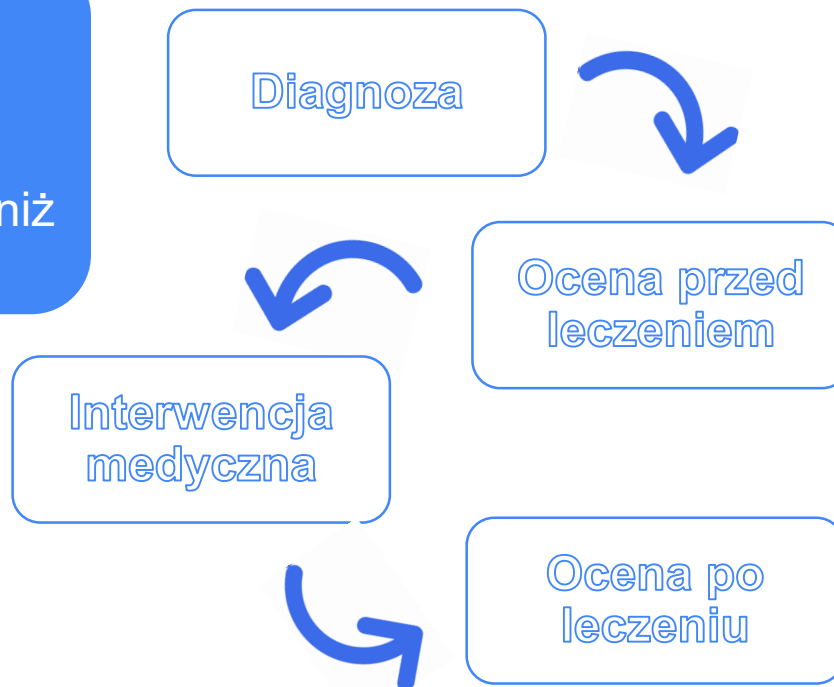 niż
Diagnoza
Ocena przed
leczeniem
Interwencja
medyczna
Ocena po
leczeniu